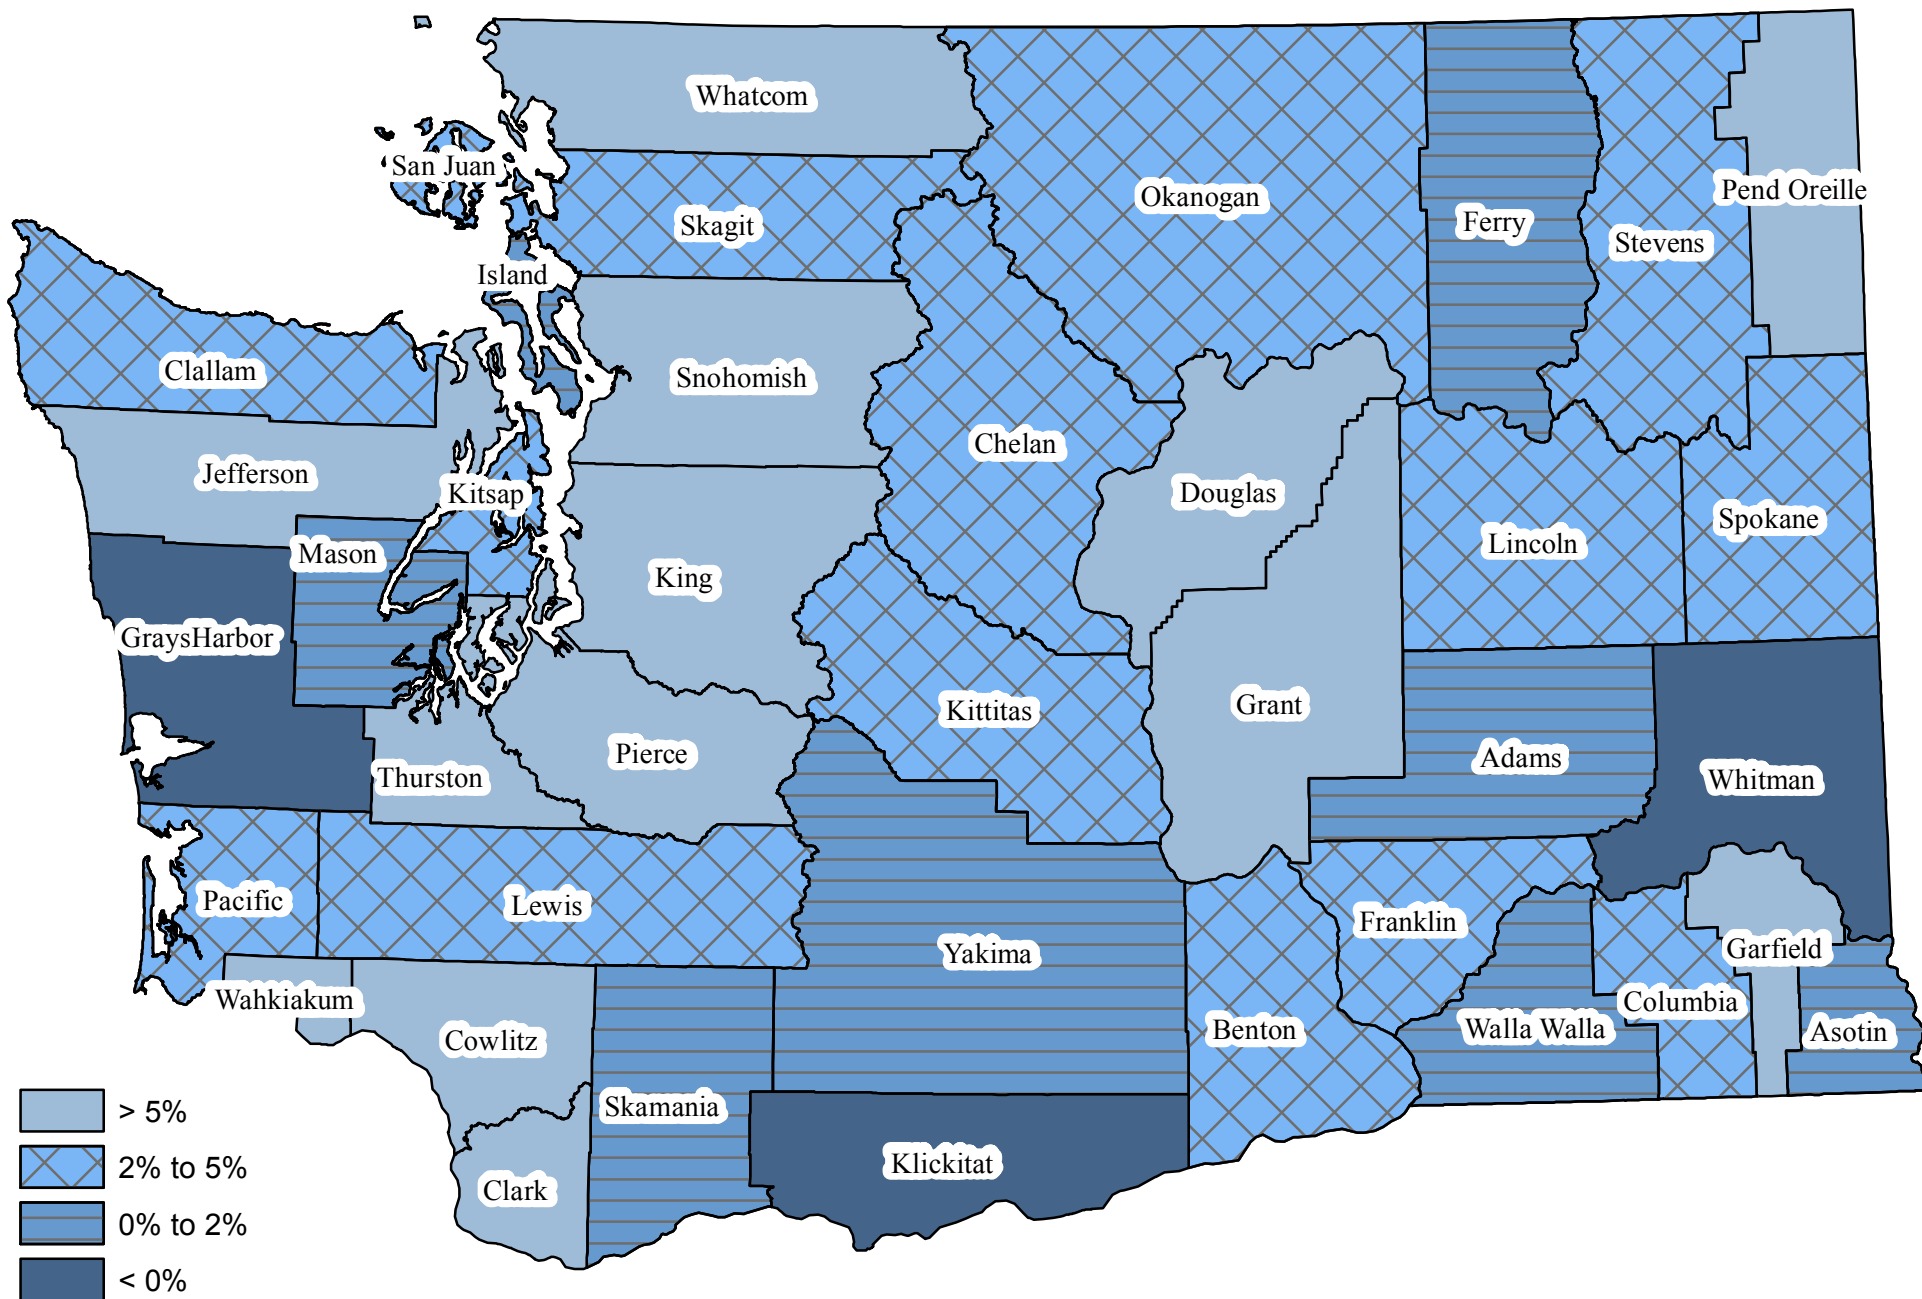 Whatcom
San Juan
Okanogan
Pend Oreille
Skagit
Ferry
Stevens
Island
Clallam
Snohomish
Chelan
Jefferson
Kitsap
Douglas
Lincoln
Spokane
Mason
King
GraysHarbor
Kittitas
Grant
Pierce
Thurston
Adams
Whitman
Pacific
Lewis
Franklin
Yakima
Garfield
Wahkiakum
Columbia
Cowlitz
Benton
Walla Walla
Asotin
Skamania
Klickitat
Clark
> 5%
2% to 5%
0% to 2%
< 0%